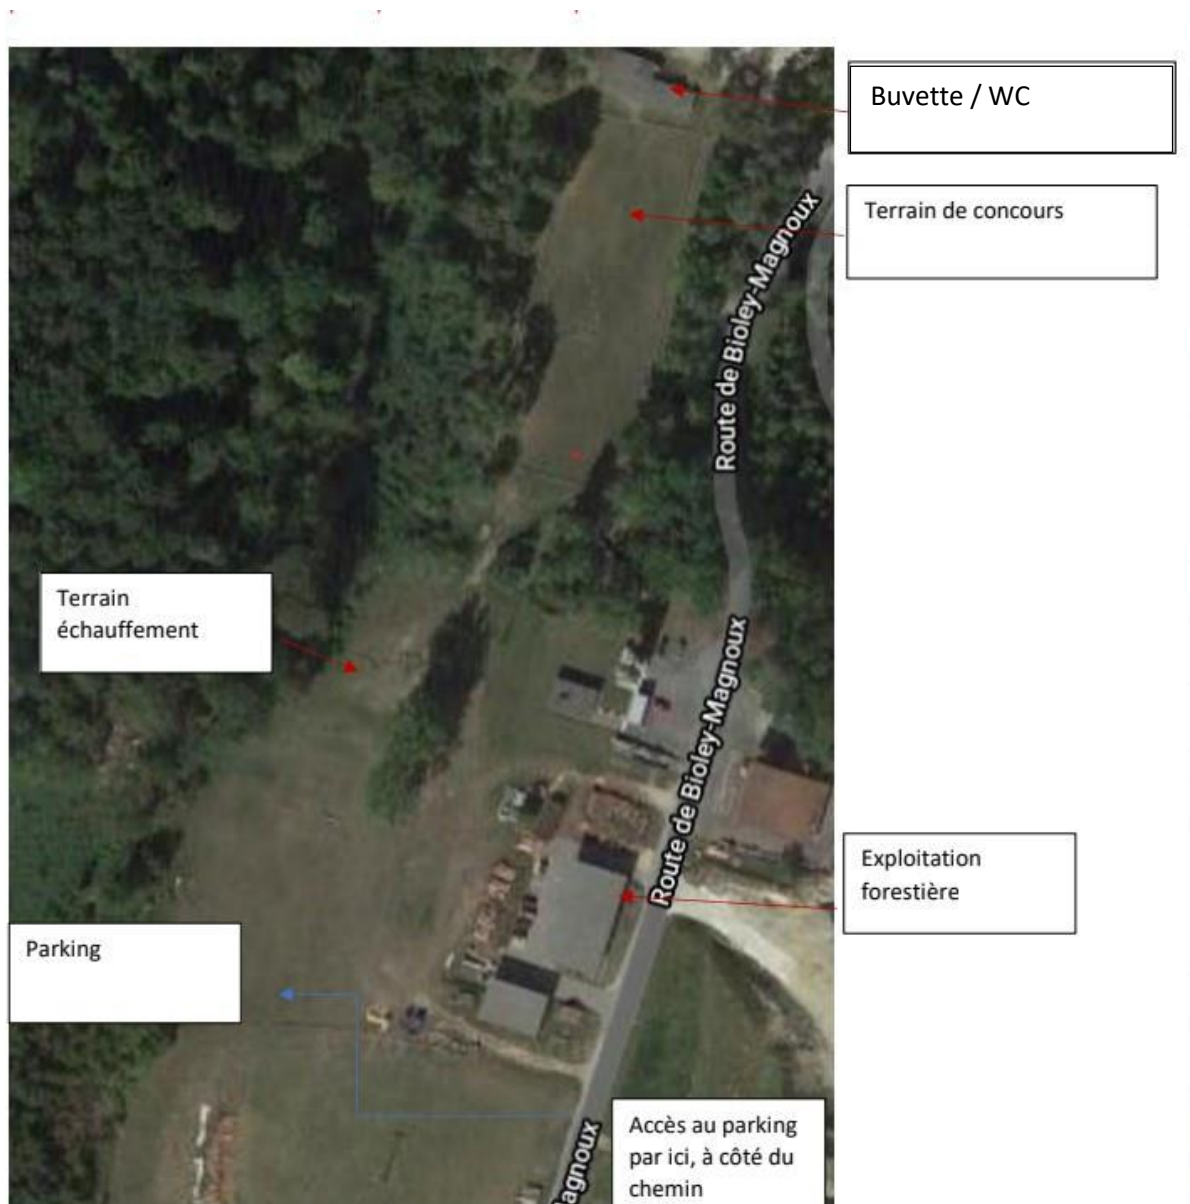 Buvette / WC
Terrain de concours
Route de Bioley-Magnoux
Terrain
échauffement
Route de Bioley-Magnoux
Exploitation
forestière
Parking
Accès au parking
par ici, à côté du
chemin
agnoux